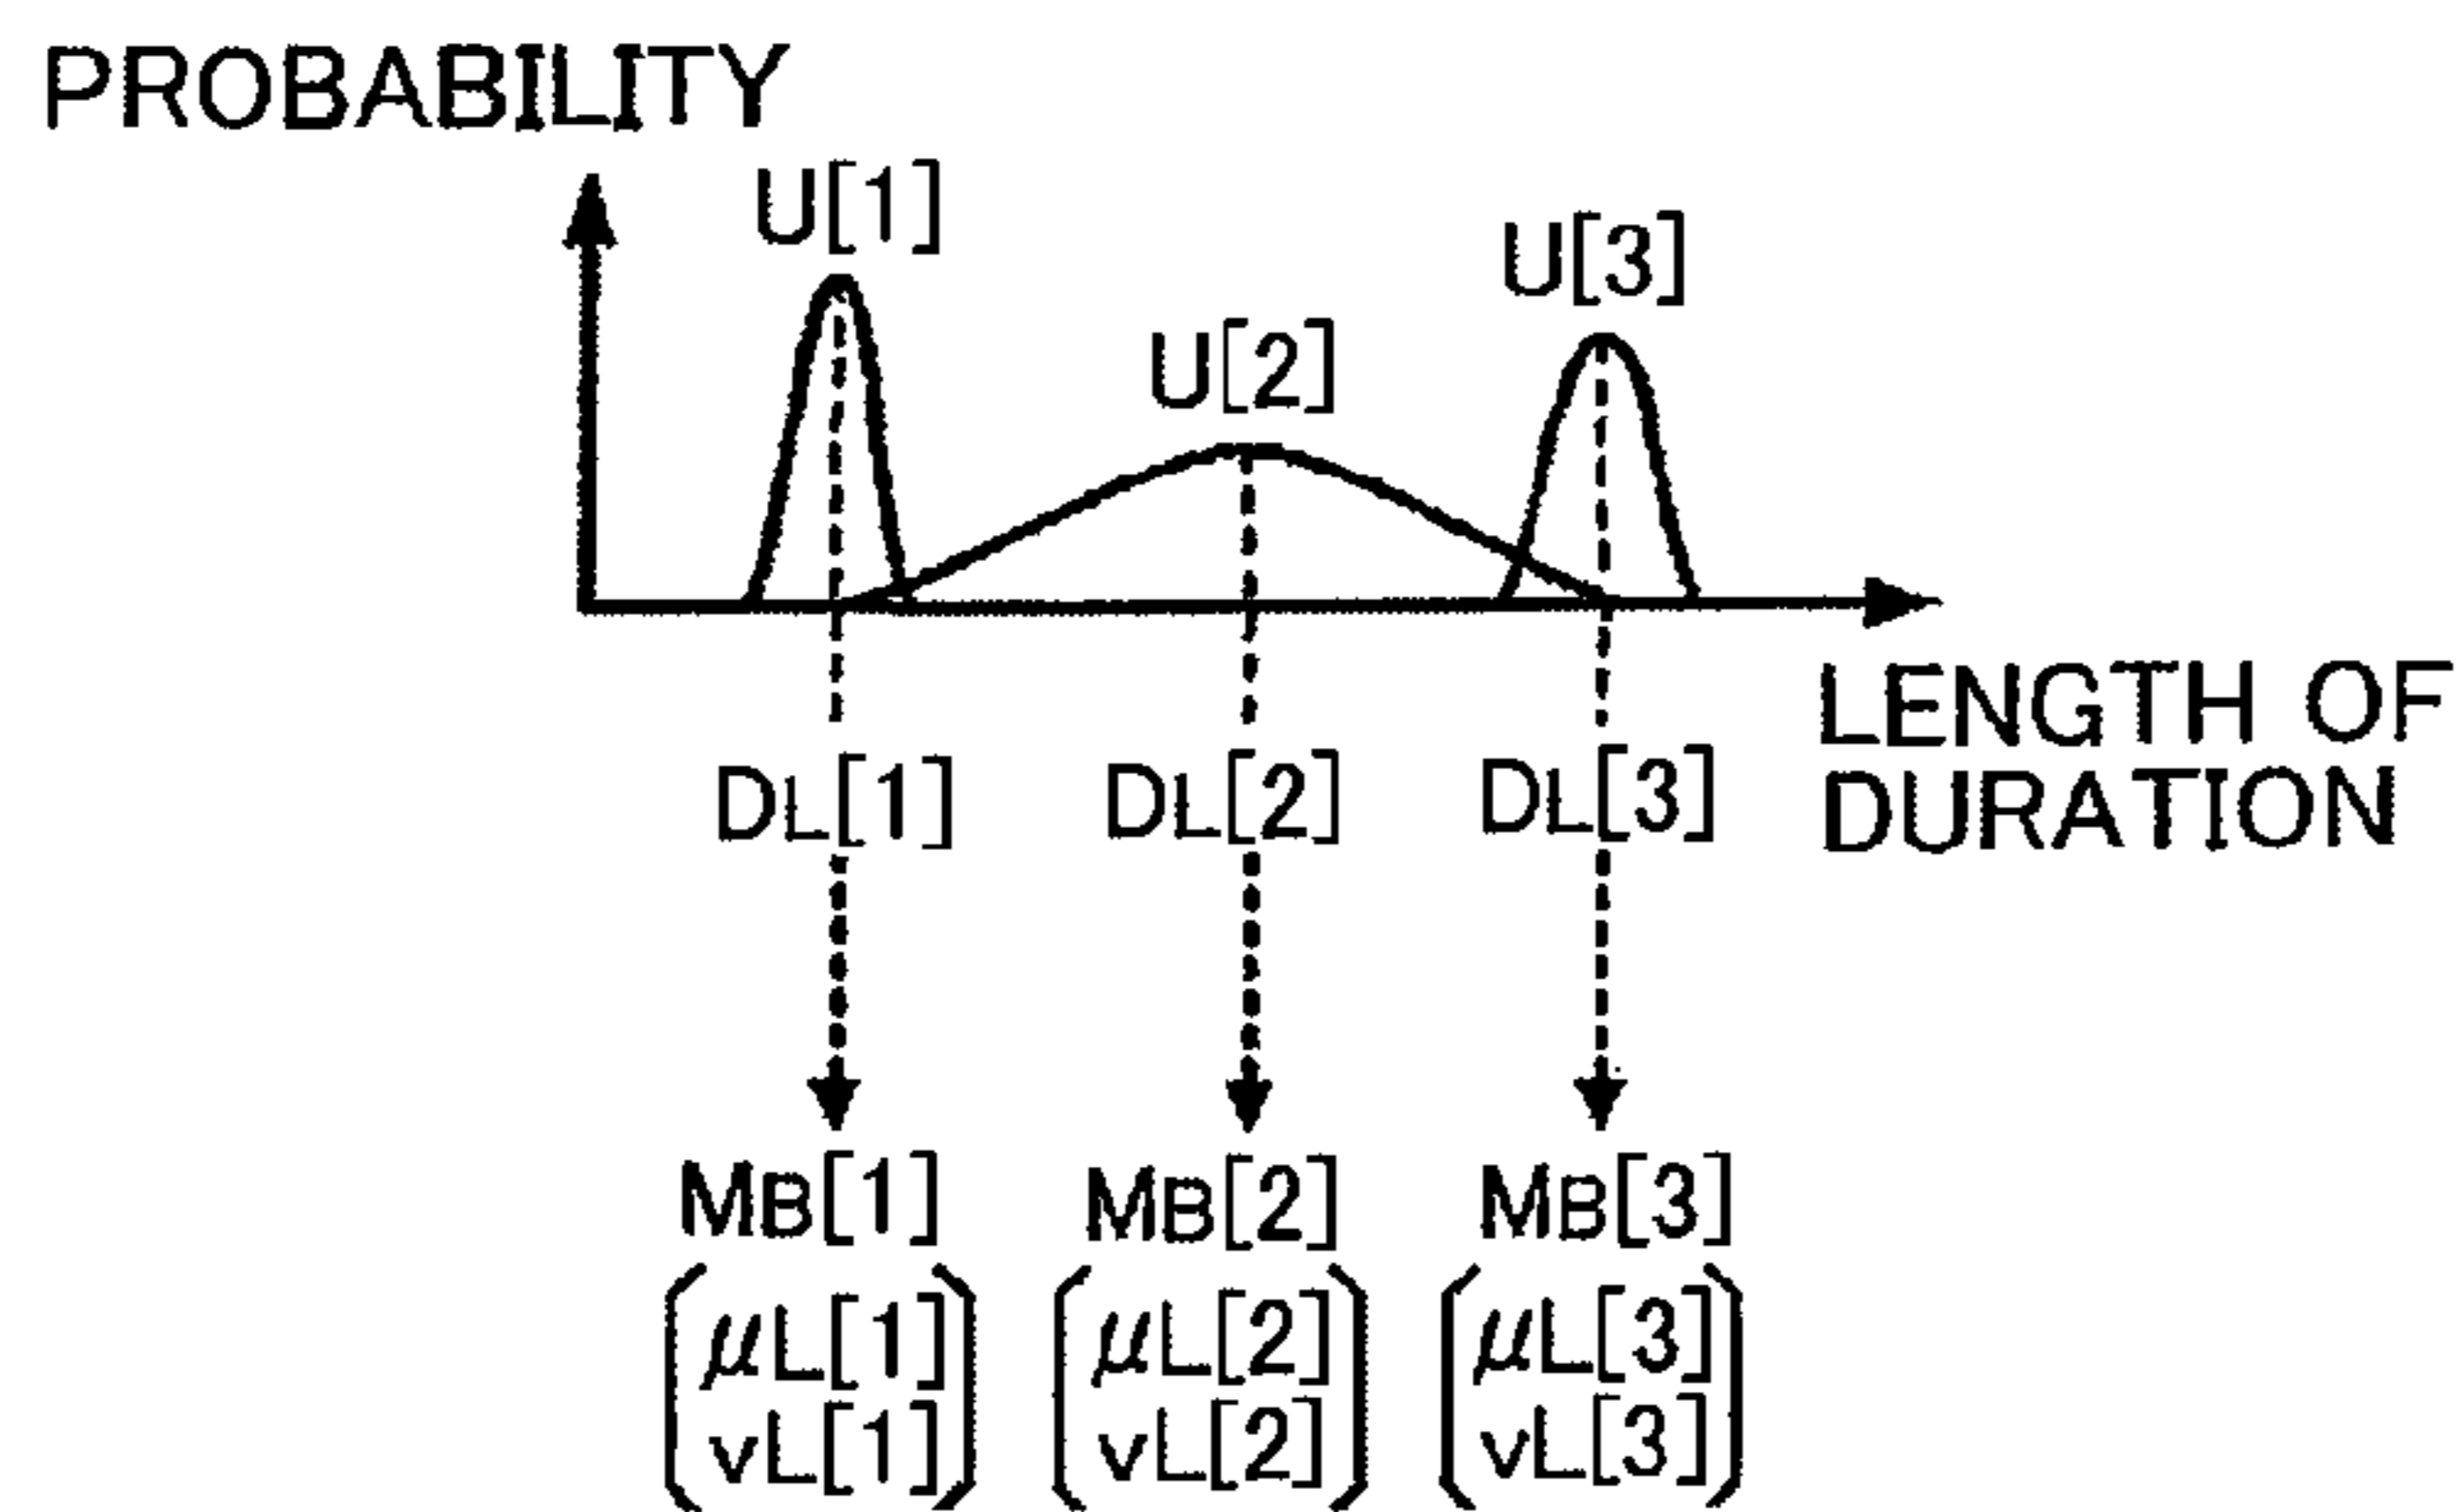 PROBABILITY
U[1]
U[2]
U[3]
LENGTH OF
DURATION
DL[1] DL[2] DL[3]
MB[1] MB[2] MB[3]
μL[1] μL[2] μL[3]
vL[1] vL[2] vL[3]